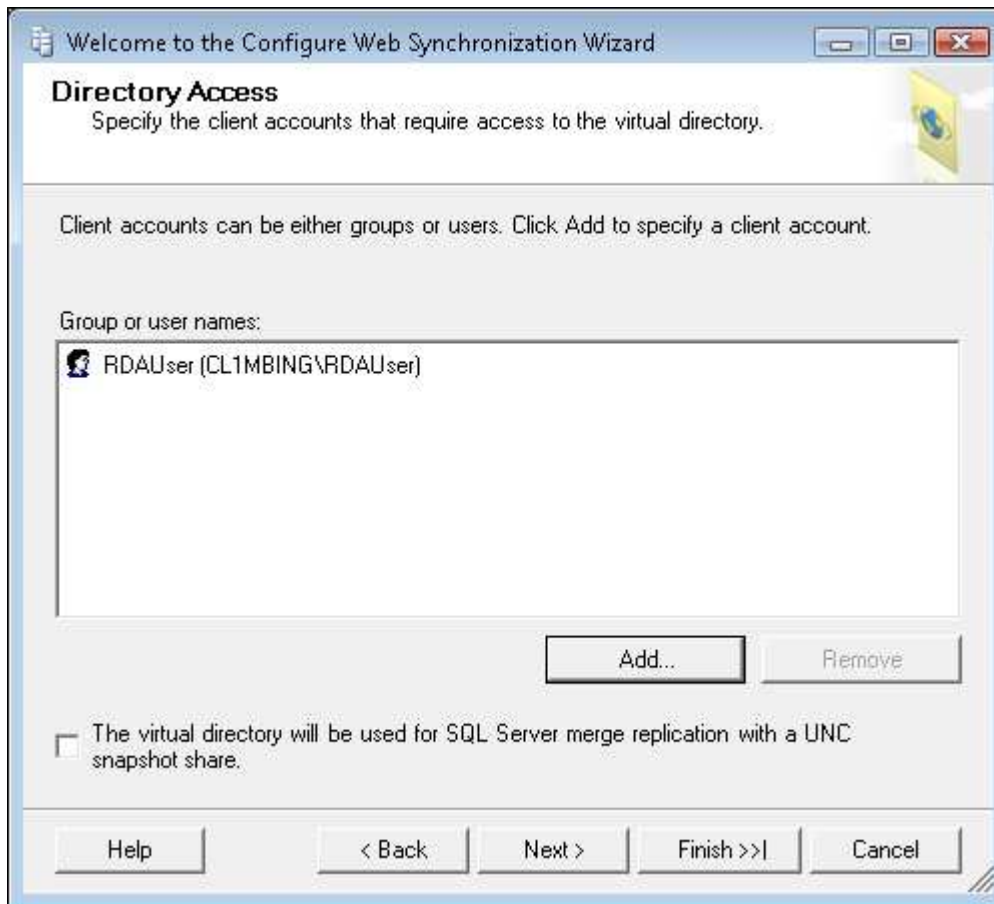 Welcome to the Configure Web Synchronization Wizard
Directory Access
Specify the client accounts that require access to the virtual directory.
Client accounts can be either groups or users. Click Add to specify a client account.
Group or user names:
RDAUser (CL1MBING\RDAUser)
Add...
Remove
The virtual directory will be used for SQL Server merge replication with a UNC
snapshot share.
Help
< Back
Next >
Finish >>|
Cancel